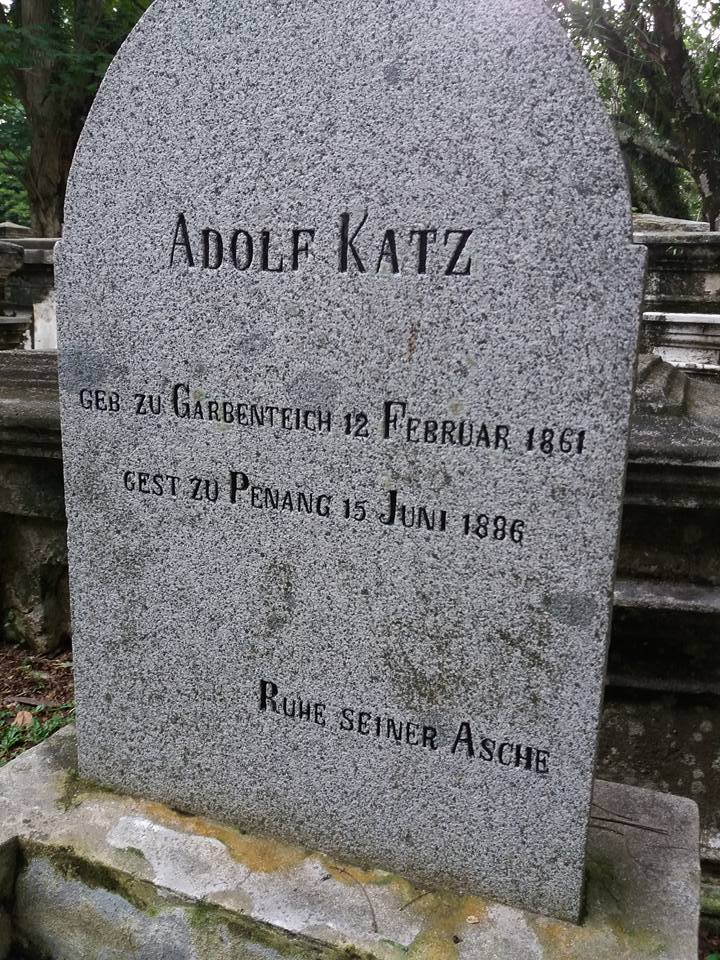 ADOLF KATZ
GEB ZU GARBENTEICH 12 FEBRUAR 1861
GEST ZU PENANG 15 JUNI 1886
RUHE SEINER ASCHE